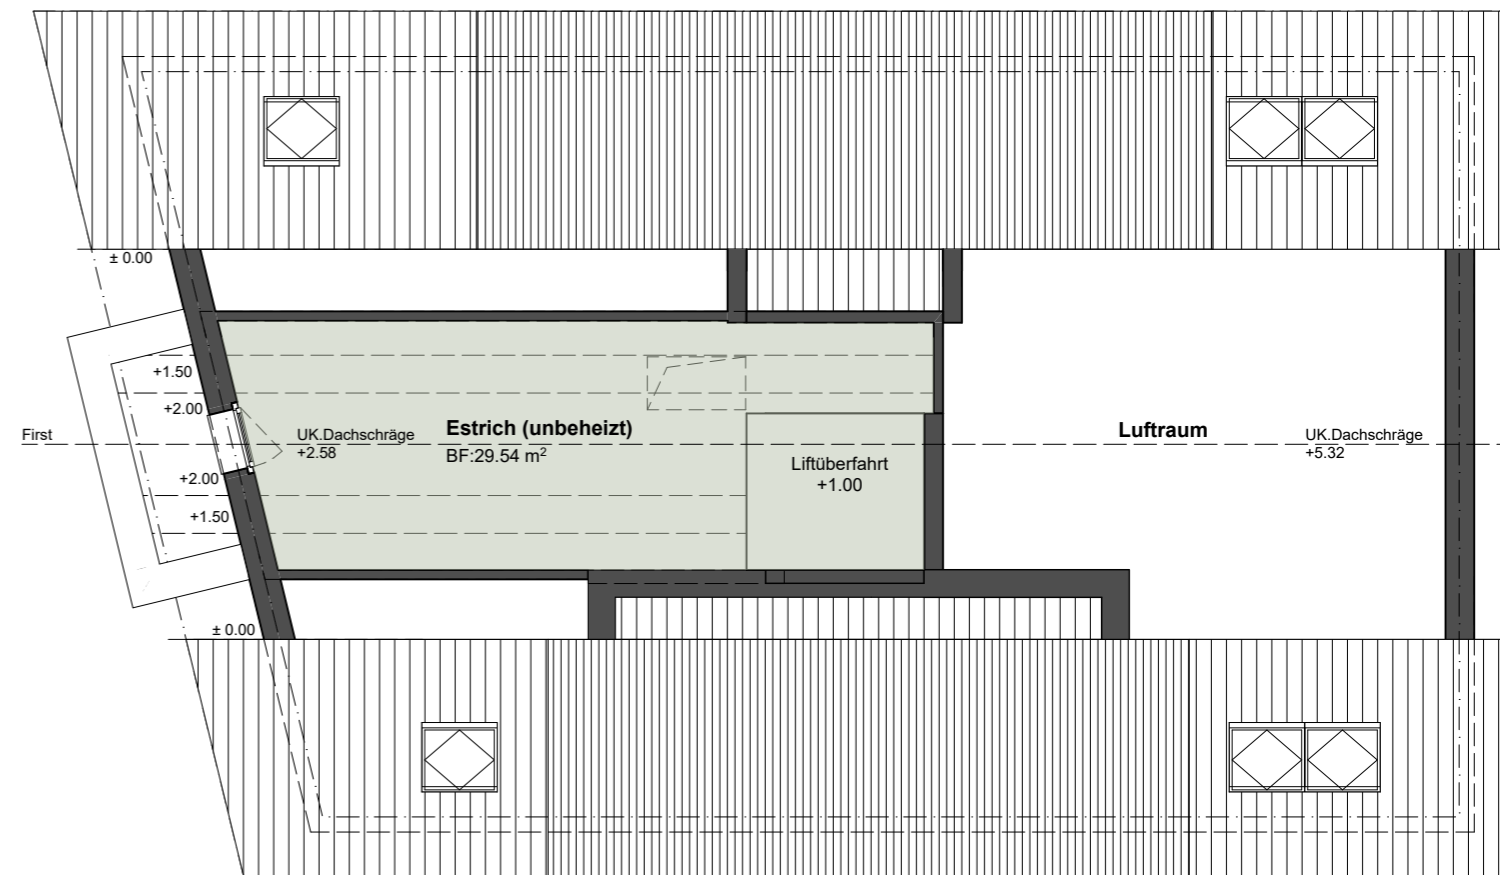 ± 0.00
+1.50
+2.00
First
UK.Dachschräge
+2.58
Estrich (unbeheizt)
BF:29.54 m²
Liftüberfahrt
+1.00
Luftraum
UK.Dachschräge
+5.32
+2.00
+1.50
± 0.00